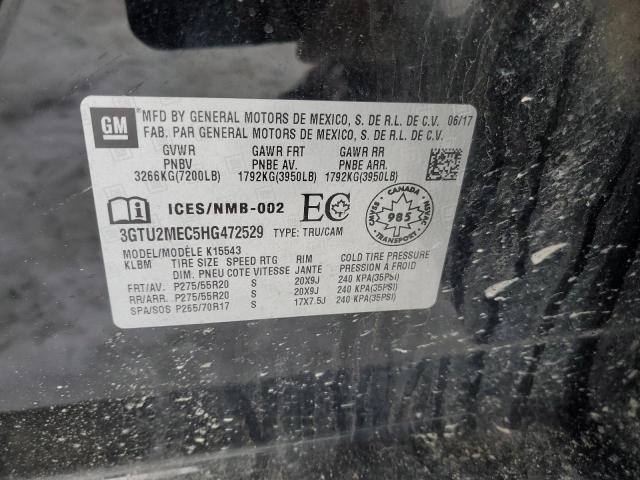 GM
MFD BY GENERAL MOTORS DE MEXICO, S. DE R.L. DE C.V. 06/17
FAB. PAR GENERAL MOTORS DE MEXICO, S. DE R.L. DE C.V.
GVWR GAWR FRT GAWR RR
PNBV PNBE AV. PNBE ARR.
3266KG(7200LB) 1792KG(3950LB) 1792KG(3950LB)
ICES/NMB-002 EC CMVSS CANADA NSVAC 985
3GTU2MEC5HG472529 TYPE: TRU/CAM
MODEL/MODÈLE K15543
KLBM TIRE SIZE SPEED RTG RIM COLD TIRE PRESSURE
DIM. PNEU COTE VITESSE JANTE PRESSION À FROID
FRT/AV. P275/55R20 S 20X9J 240 KPA(35PSI)
RR/ARR. P275/55R20 S 20X9J 240 KPA(35PSI)
SPA/SOS P265/70R17 S 17X7.5J 240 KPA(35PSI)